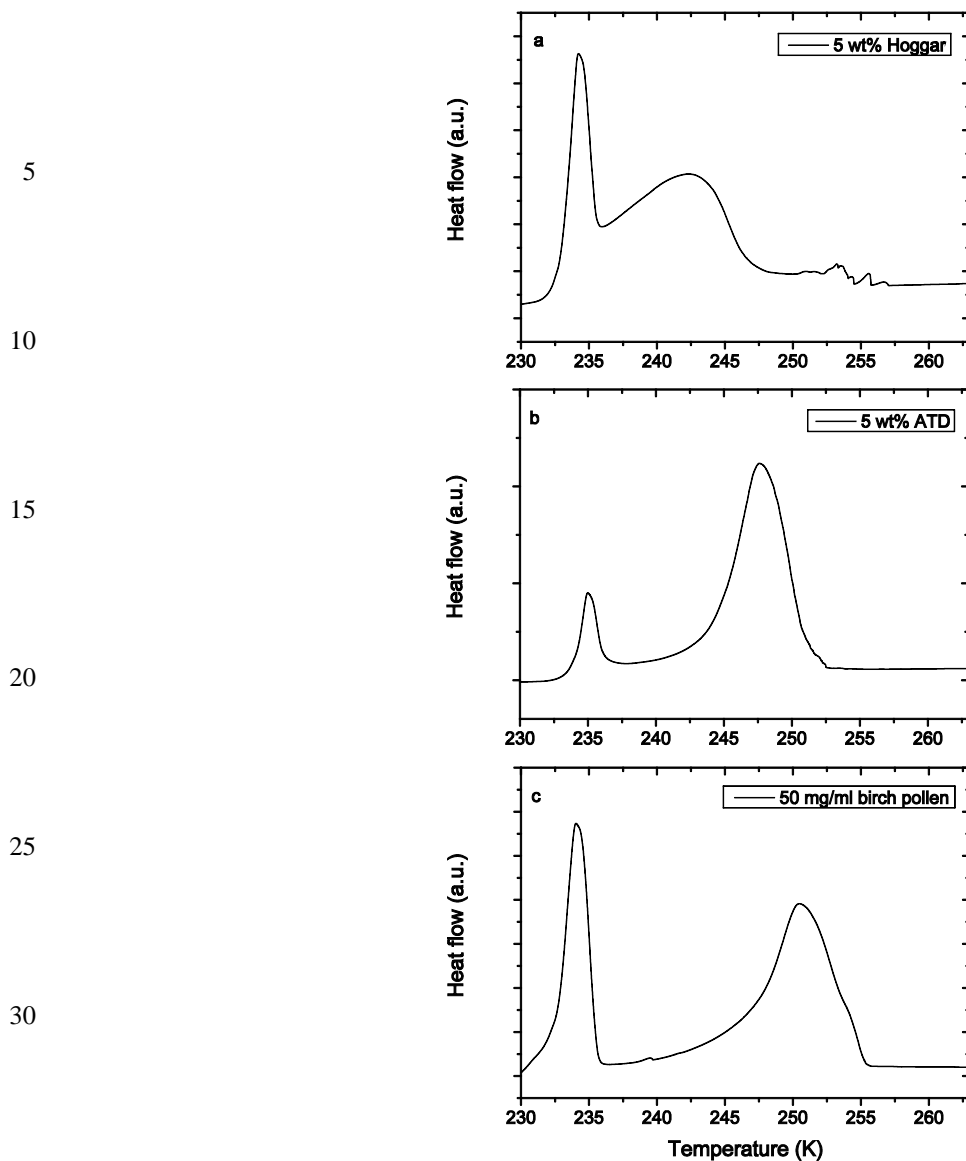 a
5 wt% Hoggar
Heat flow (a.u.)
5
10
230 235 240 245 250 255 260
b
5 wt% ATD
Heat flow (a.u.)
15
20
230 235 240 245 250 255 260
c
50 mg/ml birch pollen
Heat flow (a.u.)
25
30
230 235 240 245 250 255 260
Temperature (K)